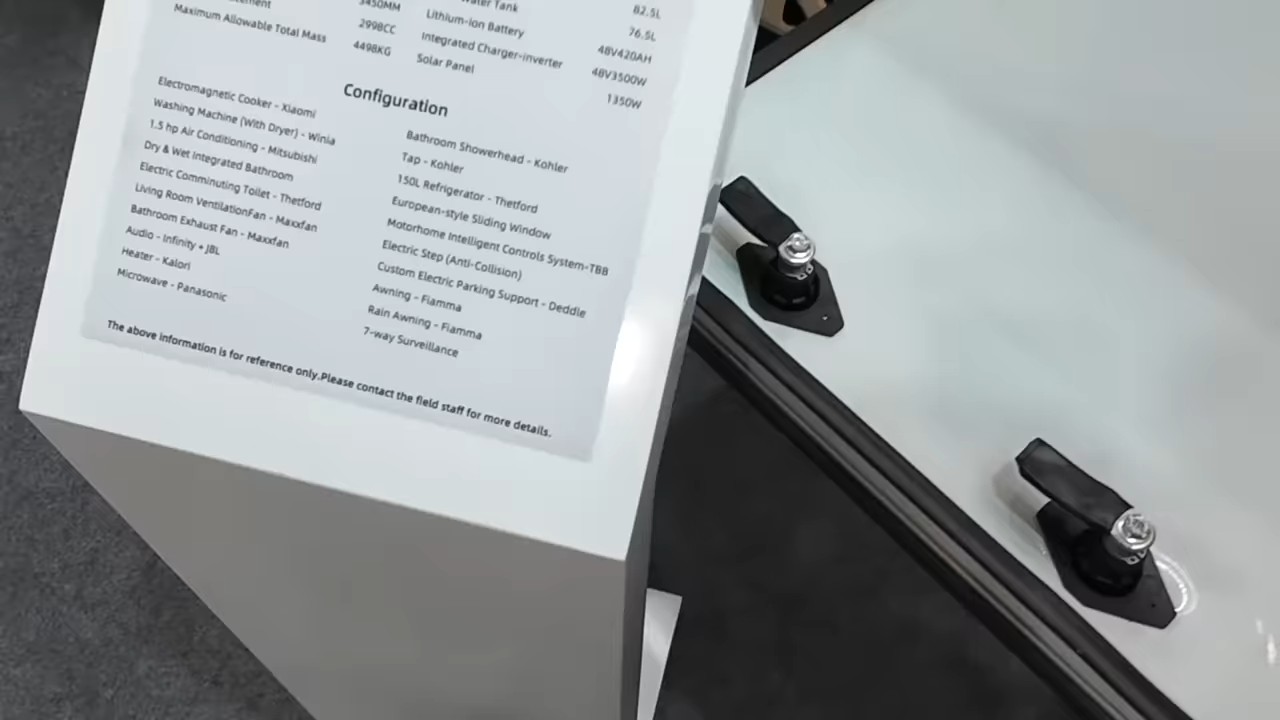 3450MM
2998CC
Maximum Allowable Total Mass 4498KG
82.5L
Water Tank 76.5L
Lithium-ion Battery 48V420AH
Integrated Charger-inverter 48V3500W
Solar Panel 1350W
Configuration
Electromagnetic Cooker - Xiaomi
Washing Machine (With Dryer) - Winia
1.5 hp Air Conditioning - Mitsubishi
Dry & Wet Integrated Bathroom
Electric Comminuting Toilet - Thetford
Living Room VentilationFan - Maxxfan
Bathroom Exhaust Fan - Maxxfan
Audio - Infinity + JBL
Heater - Kalori
Microwave - Panasonic
Bathroom Showerhead - Kohler
Tap - Kohler
150L Refrigerator - Thetford
European-style Sliding Window
Motorhome Intelligent Controls System-TBB
Electric Step (Anti-Collision)
Custom Electric Parking Support - Deddle
Awning - Fiamma
Rain Awning - Fiamma
7-way Surveillance
The above information is for reference only.Please contact the field staff for more details.